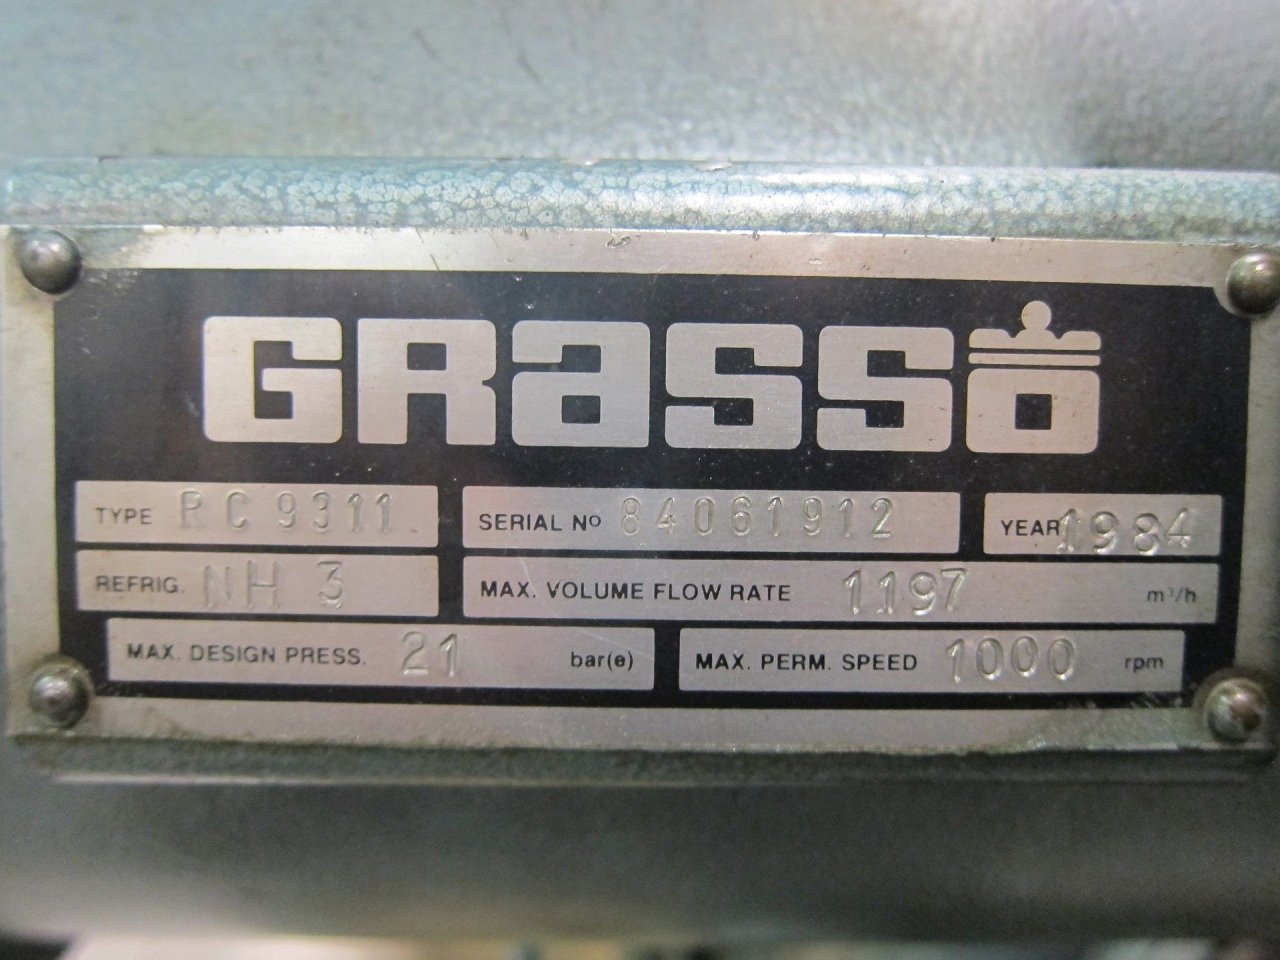 GRasso
TYPE RC 9311 SERIAL Nº 84061912 YEAR 1984
REFRIG. NH 3 MAX. VOLUME FLOW RATE 1197 m³/h
MAX. DESIGN PRESS. 21 bar(e) MAX. PERM. SPEED 1000 rpm